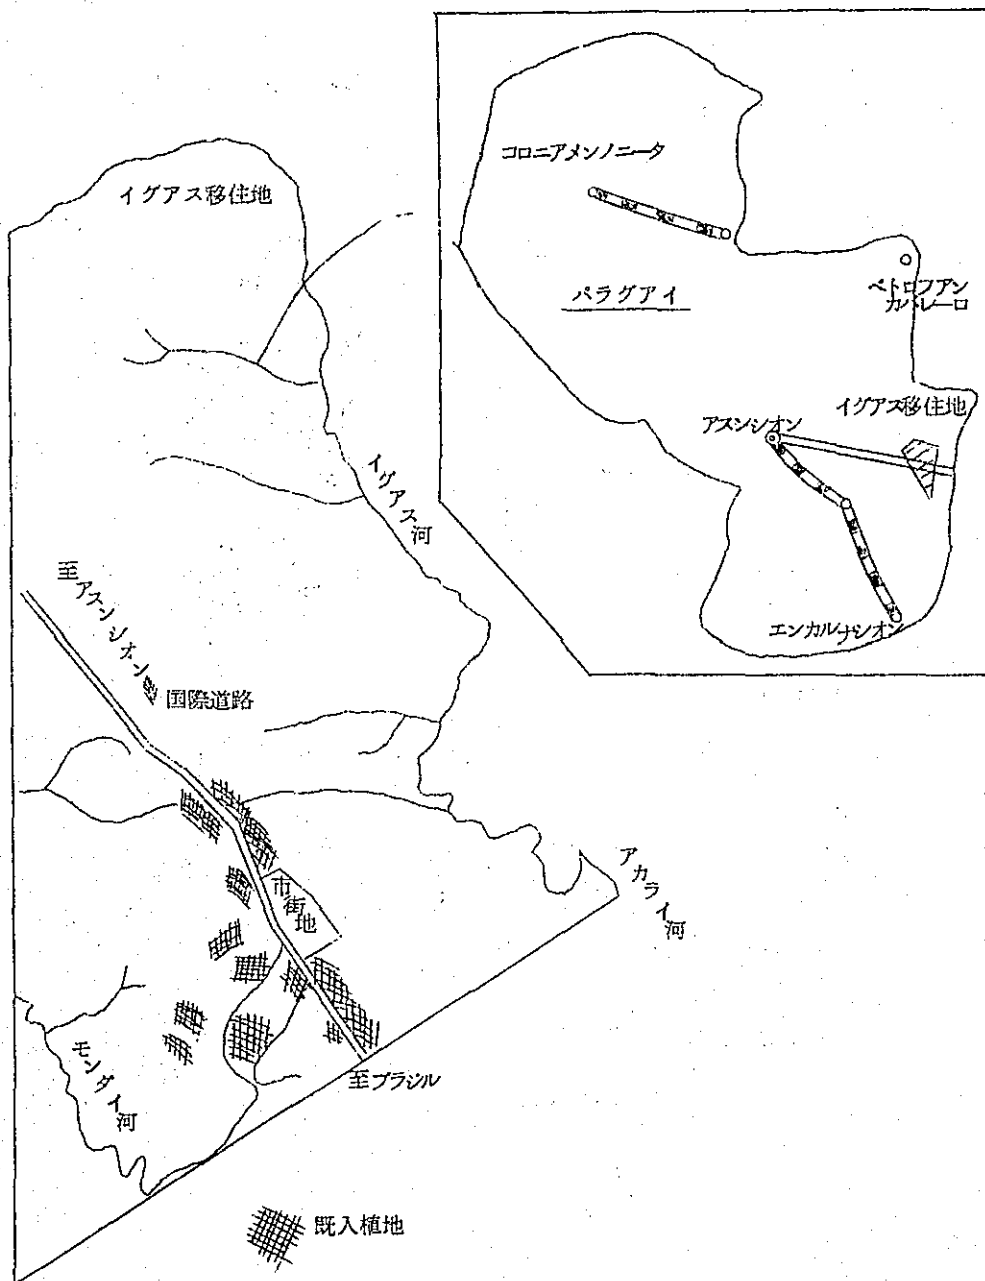 イグアス移住地
イグアス河
至アスンシオン
国際道路
市街地
アカライ河
モンダイ河
至ブラジル
既入植地
コロニアメンノニータ
パラグアイ
ペトロフアン
カバレーロ
イグアス移住地
アスンシオン
エンカルナシオン